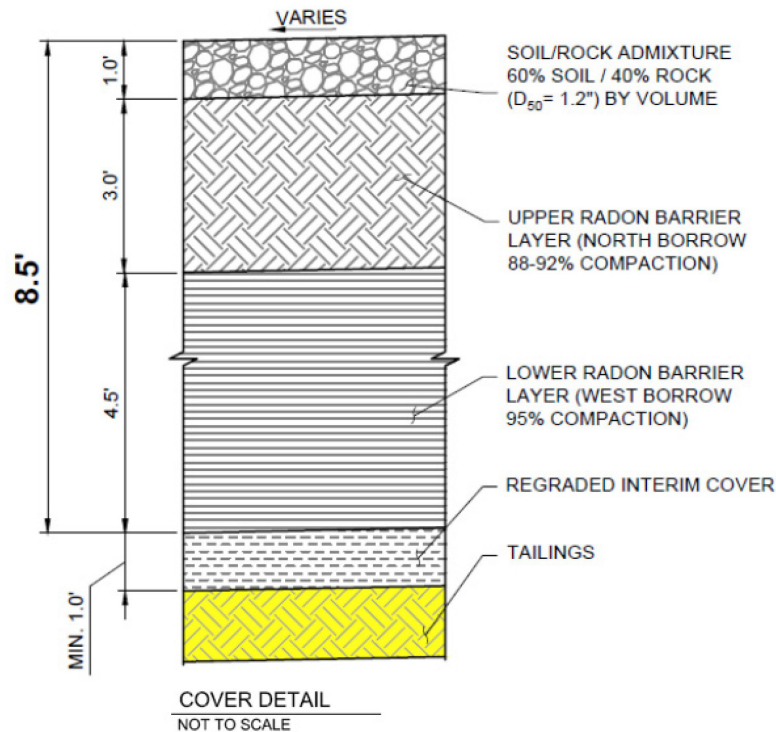 VARIES
1.0'
3.0'
8.5'
4.5'
MIN. 1.0'
SOIL/ROCK ADMIXTURE
60% SOIL / 40% ROCK
(D50= 1.2") BY VOLUME
UPPER RADON BARRIER
LAYER (NORTH BORROW
88-92% COMPACTION)
LOWER RADON BARRIER
LAYER (WEST BORROW
95% COMPACTION)
REGRADED INTERIM COVER
TAILINGS
COVER DETAIL
NOT TO SCALE